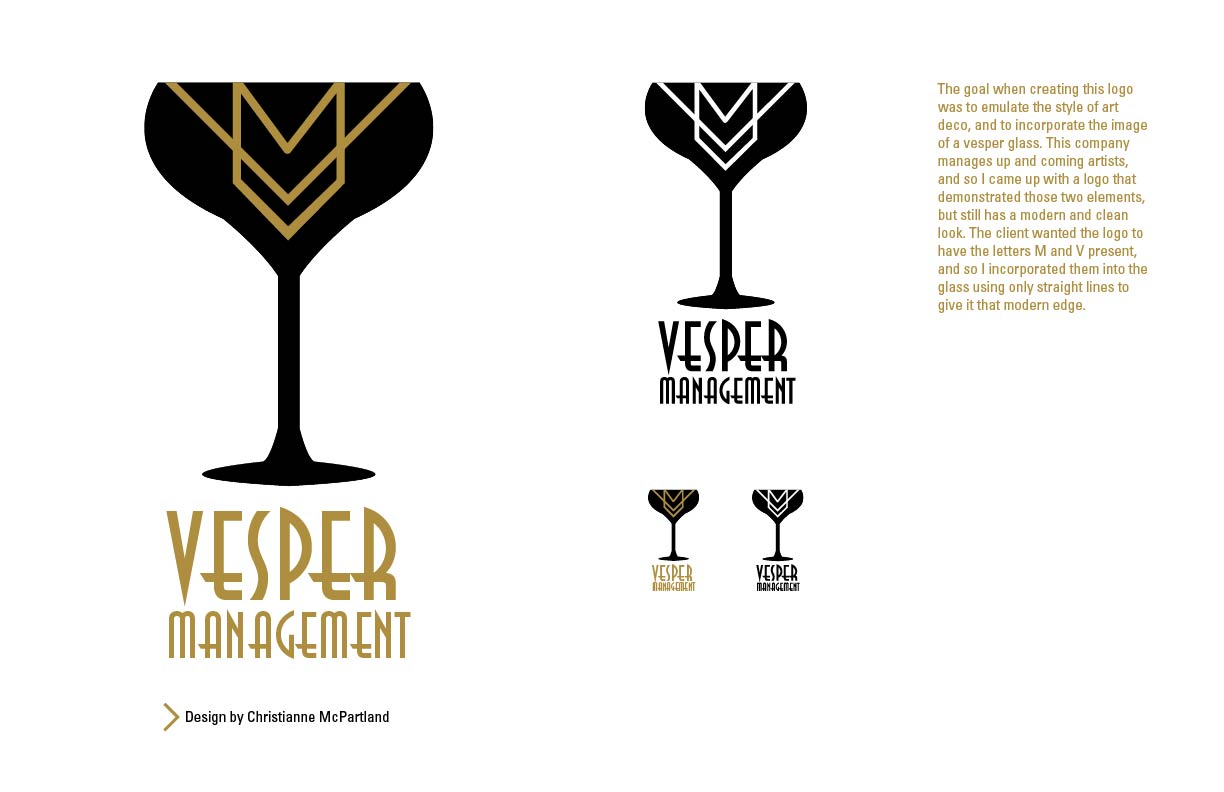 VESPER
MANAGEMENT
Design by Christianne McPartland
VESPER
MANAGEMENT
VESPER
MANAGEMENT
VESPER
MANAGEMENT
The goal when creating this logo
was to emulate the style of art
deco, and to incorporate the image
of a vesper glass. This company
manages up and coming artists,
and so I came up with a logo that
demonstrated those two elements,
but still has a modern and clean
look. The client wanted the logo to
have the letters M and V present,
and so I incorporated them into the
glass using only straight lines to
give it that modern edge.